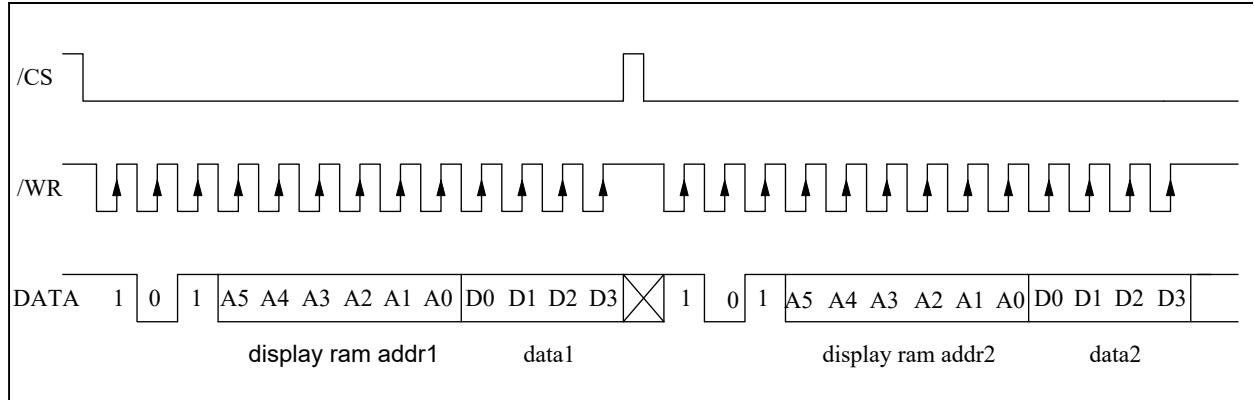 /CS
/WR
DATA 1 0 1 A5 A4 A3 A2 A1 A0 D0 D1 D2 D3 1 0 1 A5 A4 A3 A2 A1 A0 D0 D1 D2 D3
display ram addr1 data1 display ram addr2 data2